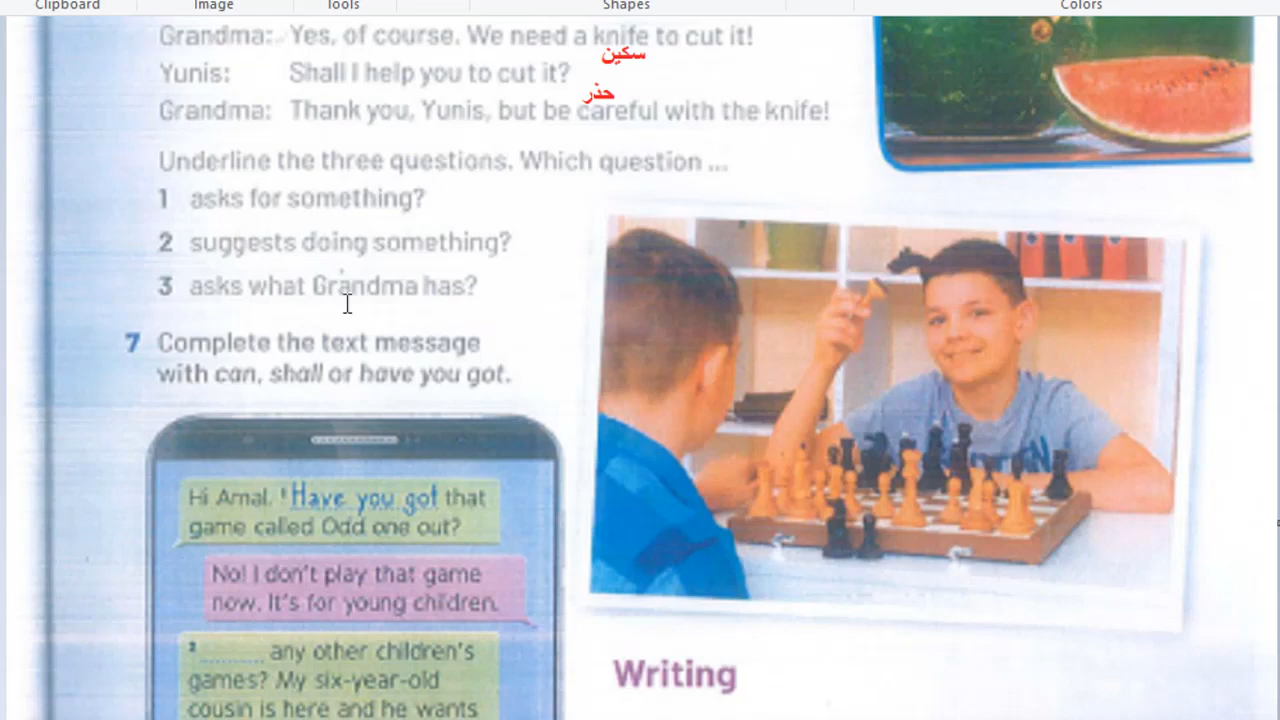 Clipboard
Image
Tools
Shapes
Colors
Grandma: Yes, of course. We need a knife to cut it!
سكين
Yunis: Shall I help you to cut it?
حذر
Grandma: Thank you, Yunis, but be careful with the knife!
Underline the three questions. Which question ...
1 asks for something?
2 suggests doing something?
3 asks what Grandma has?
7 Complete the text message
with can, shall or have you got.
Hi Amal. ¹Have you got that
game called Odd one out?
No! I don't play that game
now. It's for young children.
² ........ any other children's
games? My six-year-old
cousin is here and he wants
Writing